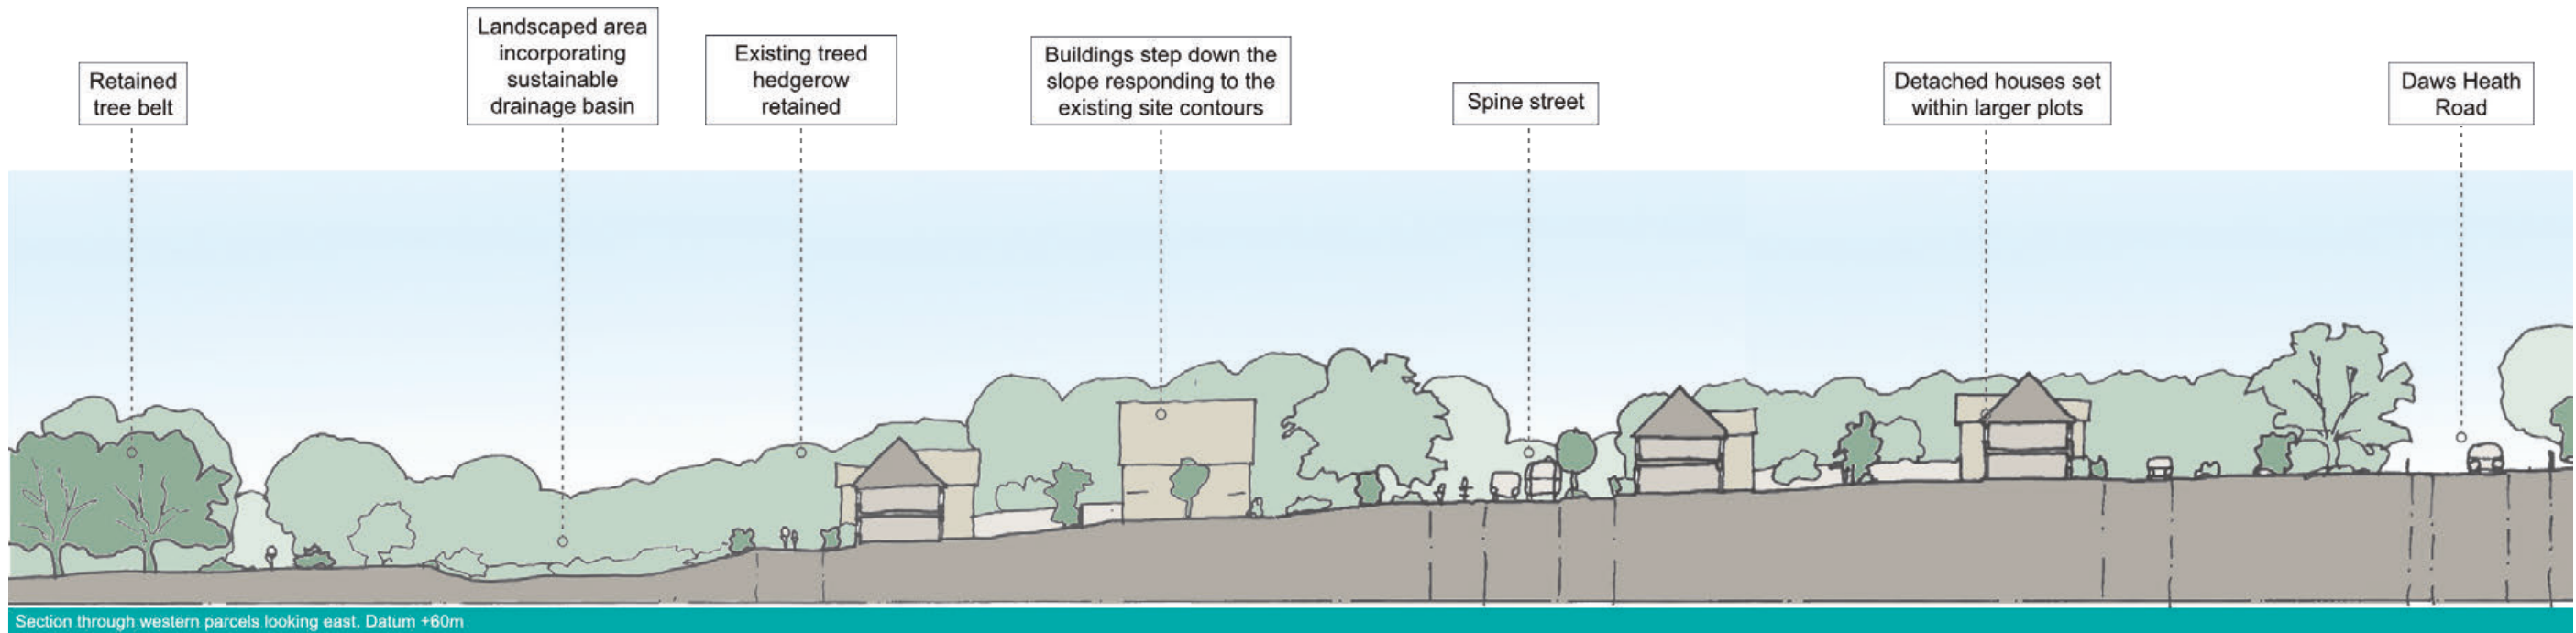 Retained
tree belt
Landscaped area
incorporating
sustainable
drainage basin
Existing treed
hedgerow
retained
Buildings step down the
slope responding to the
existing site contours
Spine street
Detached houses set
within larger plots
Daws Heath
Road
Section through western parcels looking east. Datum +60m